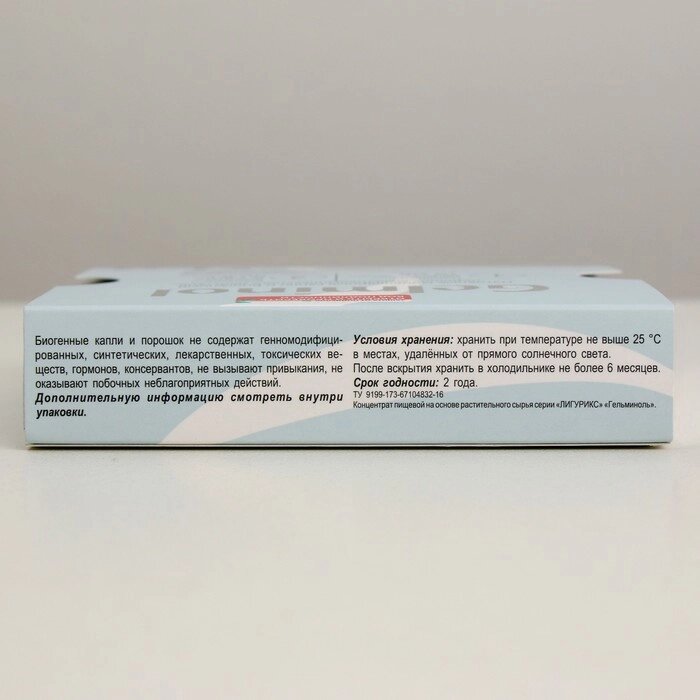 Gelminol
Биогенные капли и порошок не содержат генномодифици-
рованных, синтетических, лекарственных, токсических ве-
ществ, гормонов, консервантов, не вызывают привыкания, не
оказывают побочных неблагоприятных действий.
Дополнительную информацию смотреть внутри
упаковки.
Условия хранения: хранить при температуре не выше 25 °C
в местах, удалённых от прямого солнечного света.
После вскрытия хранить в холодильнике не более 6 месяцев.
Срок годности: 2 года.
ТУ 9199-173-67104832-16
Концентрат пищевой на основе растительного сырья серии «ЛИГУРИКС» «Гельминоль».